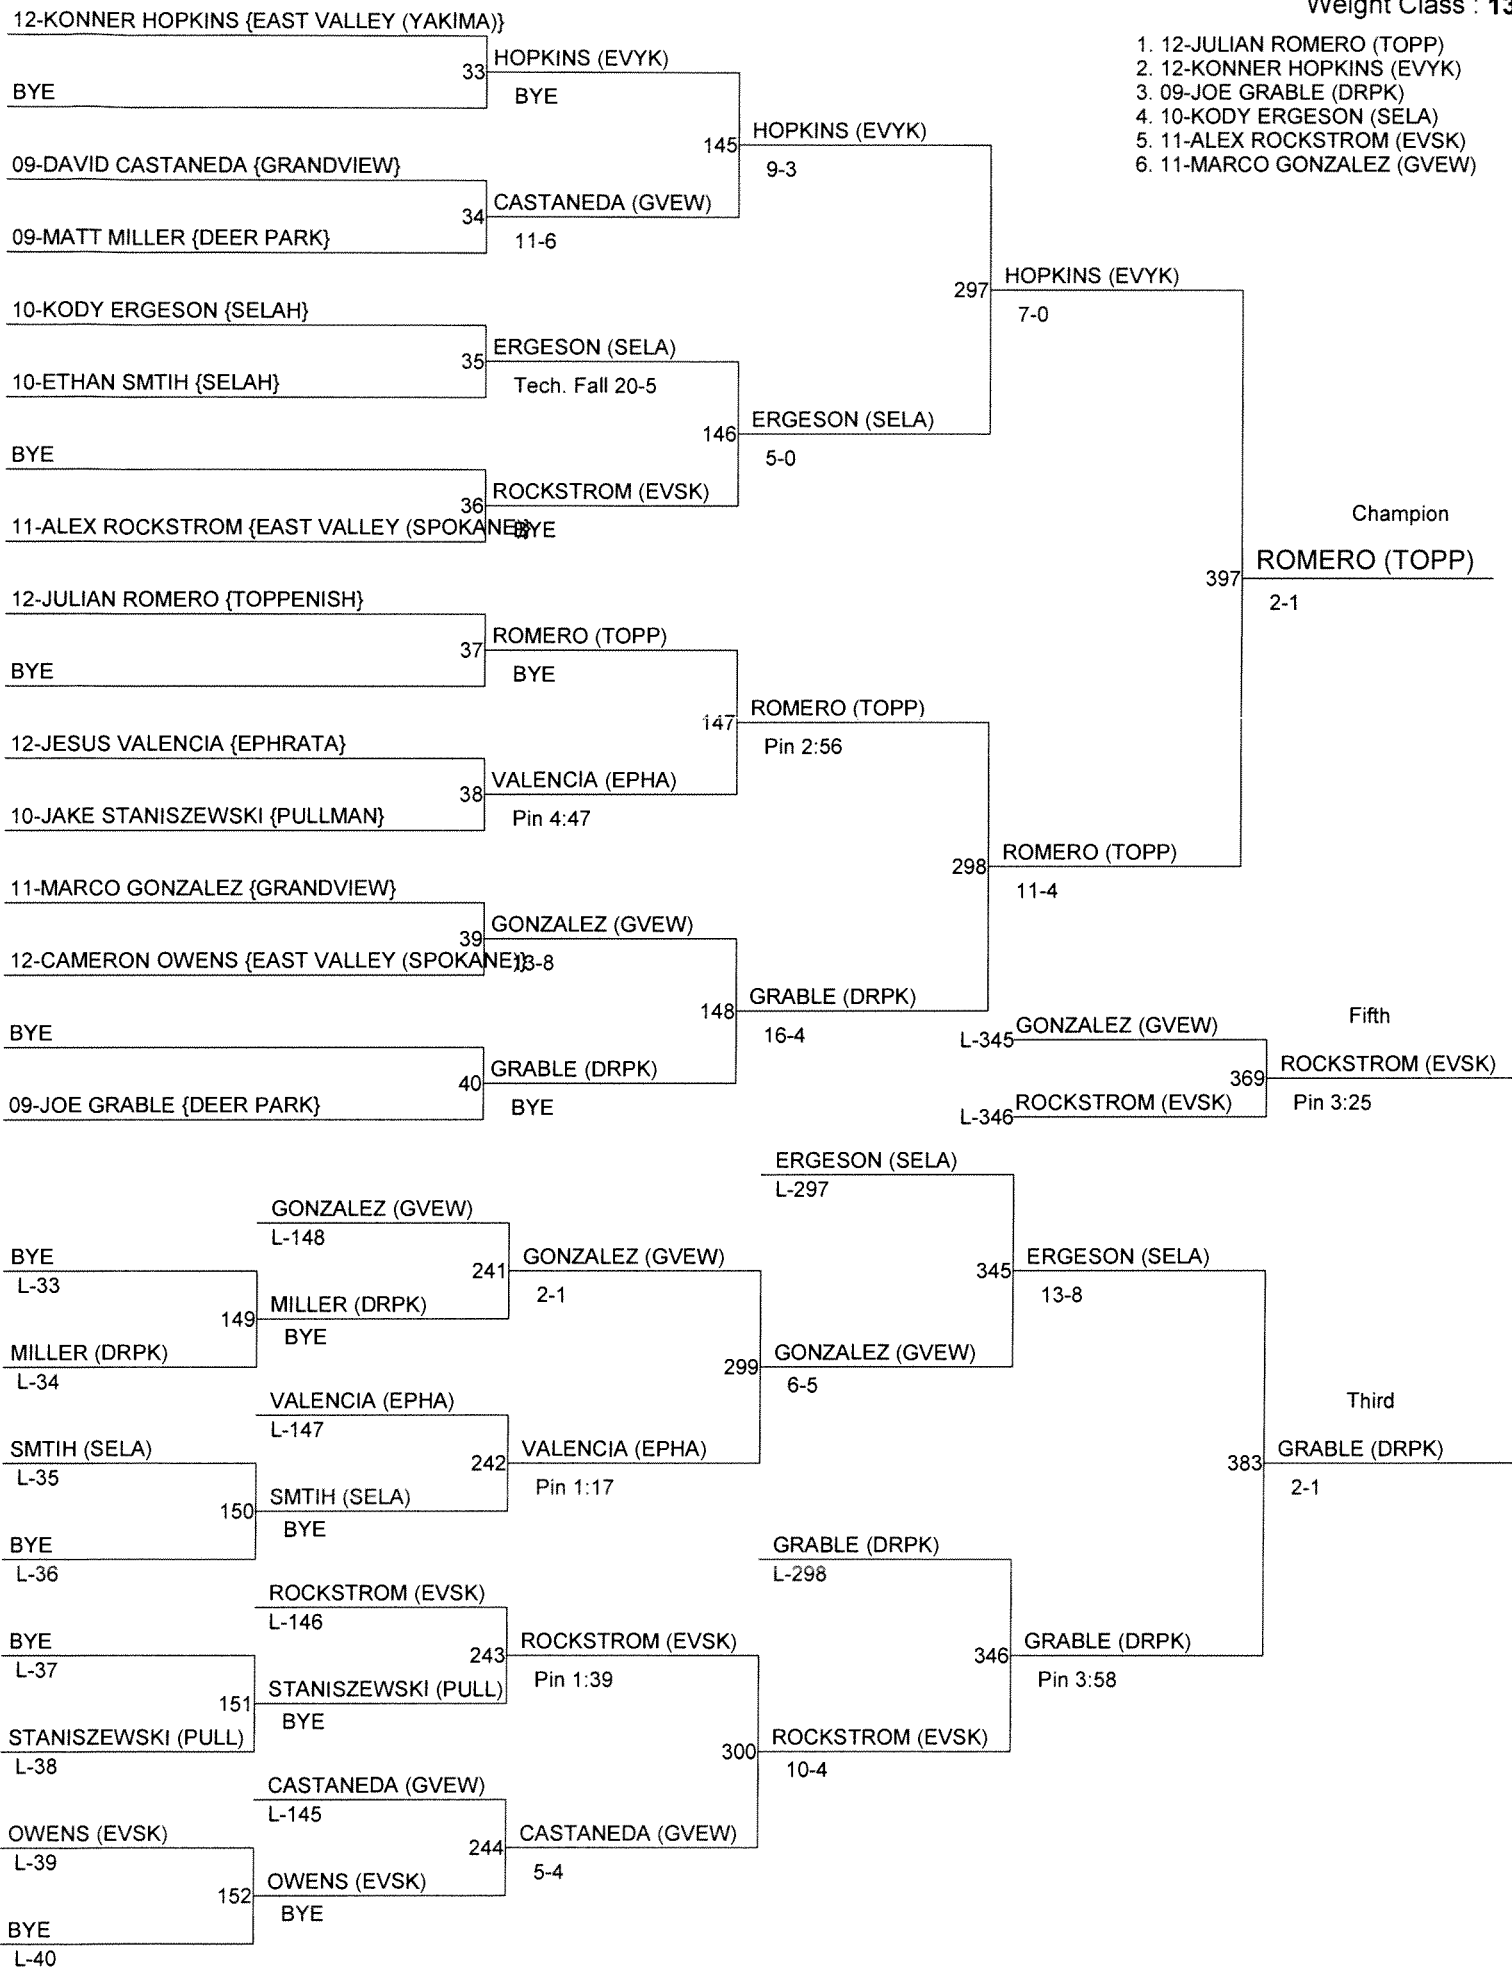 Weight Class : 13
1. 12-JULIAN ROMERO (TOPP)
2. 12-KONNER HOPKINS (EVYK)
3. 09-JOE GRABLE (DRPK)
4. 10-KODY ERGESON (SELA)
5. 11-ALEX ROCKSTROM (EVSK)
6. 11-MARCO GONZALEZ (GVEW)
12-KONNER HOPKINS {EAST VALLEY (YAKIMA)}
33 HOPKINS (EVYK)
BYE
BYE
145 HOPKINS (EVYK)
9-3
09-DAVID CASTANEDA {GRANDVIEW}
34 CASTANEDA (GVEW)
11-6
09-MATT MILLER {DEER PARK}
297 HOPKINS (EVYK)
7-0
10-KODY ERGESON {SELAH}
35 ERGESON (SELA)
Tech. Fall 20-5
10-ETHAN SMTIH {SELAH}
146 ERGESON (SELA)
5-0
BYE
36 ROCKSTROM (EVSK)
BYE
11-ALEX ROCKSTROM {EAST VALLEY (SPOKANE)}
Champion
397 ROMERO (TOPP)
2-1
12-JULIAN ROMERO {TOPPENISH}
37 ROMERO (TOPP)
BYE
BYE
147 ROMERO (TOPP)
Pin 2:56
12-JESUS VALENCIA {EPHRATA}
38 VALENCIA (EPHA)
Pin 4:47
10-JAKE STANISZEWSKI {PULLMAN}
298 ROMERO (TOPP)
11-4
11-MARCO GONZALEZ {GRANDVIEW}
39 GONZALEZ (GVEW)
13-8
12-CAMERON OWENS {EAST VALLEY (SPOKANE)}
148 GRABLE (DRPK)
16-4
BYE
40 GRABLE (DRPK)
BYE
09-JOE GRABLE {DEER PARK}
Fifth
L-345 GONZALEZ (GVEW)
369 ROCKSTROM (EVSK)
Pin 3:25
L-346 ROCKSTROM (EVSK)
ERGESON (SELA)
L-297
GONZALEZ (GVEW)
L-148
BYE
L-33
241 GONZALEZ (GVEW)
2-1
345 ERGESON (SELA)
13-8
149 MILLER (DRPK)
BYE
MILLER (DRPK)
L-34
299 GONZALEZ (GVEW)
6-5
VALENCIA (EPHA)
L-147
SMTIH (SELA)
L-35
242 VALENCIA (EPHA)
Pin 1:17
Third
383 GRABLE (DRPK)
2-1
150 SMTIH (SELA)
BYE
BYE
L-36
GRABLE (DRPK)
L-298
ROCKSTROM (EVSK)
L-146
BYE
L-37
243 ROCKSTROM (EVSK)
Pin 1:39
346 GRABLE (DRPK)
Pin 3:58
151 STANISZEWSKI (PULL)
BYE
STANISZEWSKI (PULL)
L-38
300 ROCKSTROM (EVSK)
10-4
CASTANEDA (GVEW)
L-145
OWENS (EVSK)
L-39
244 CASTANEDA (GVEW)
5-4
152 OWENS (EVSK)
BYE
BYE
L-40